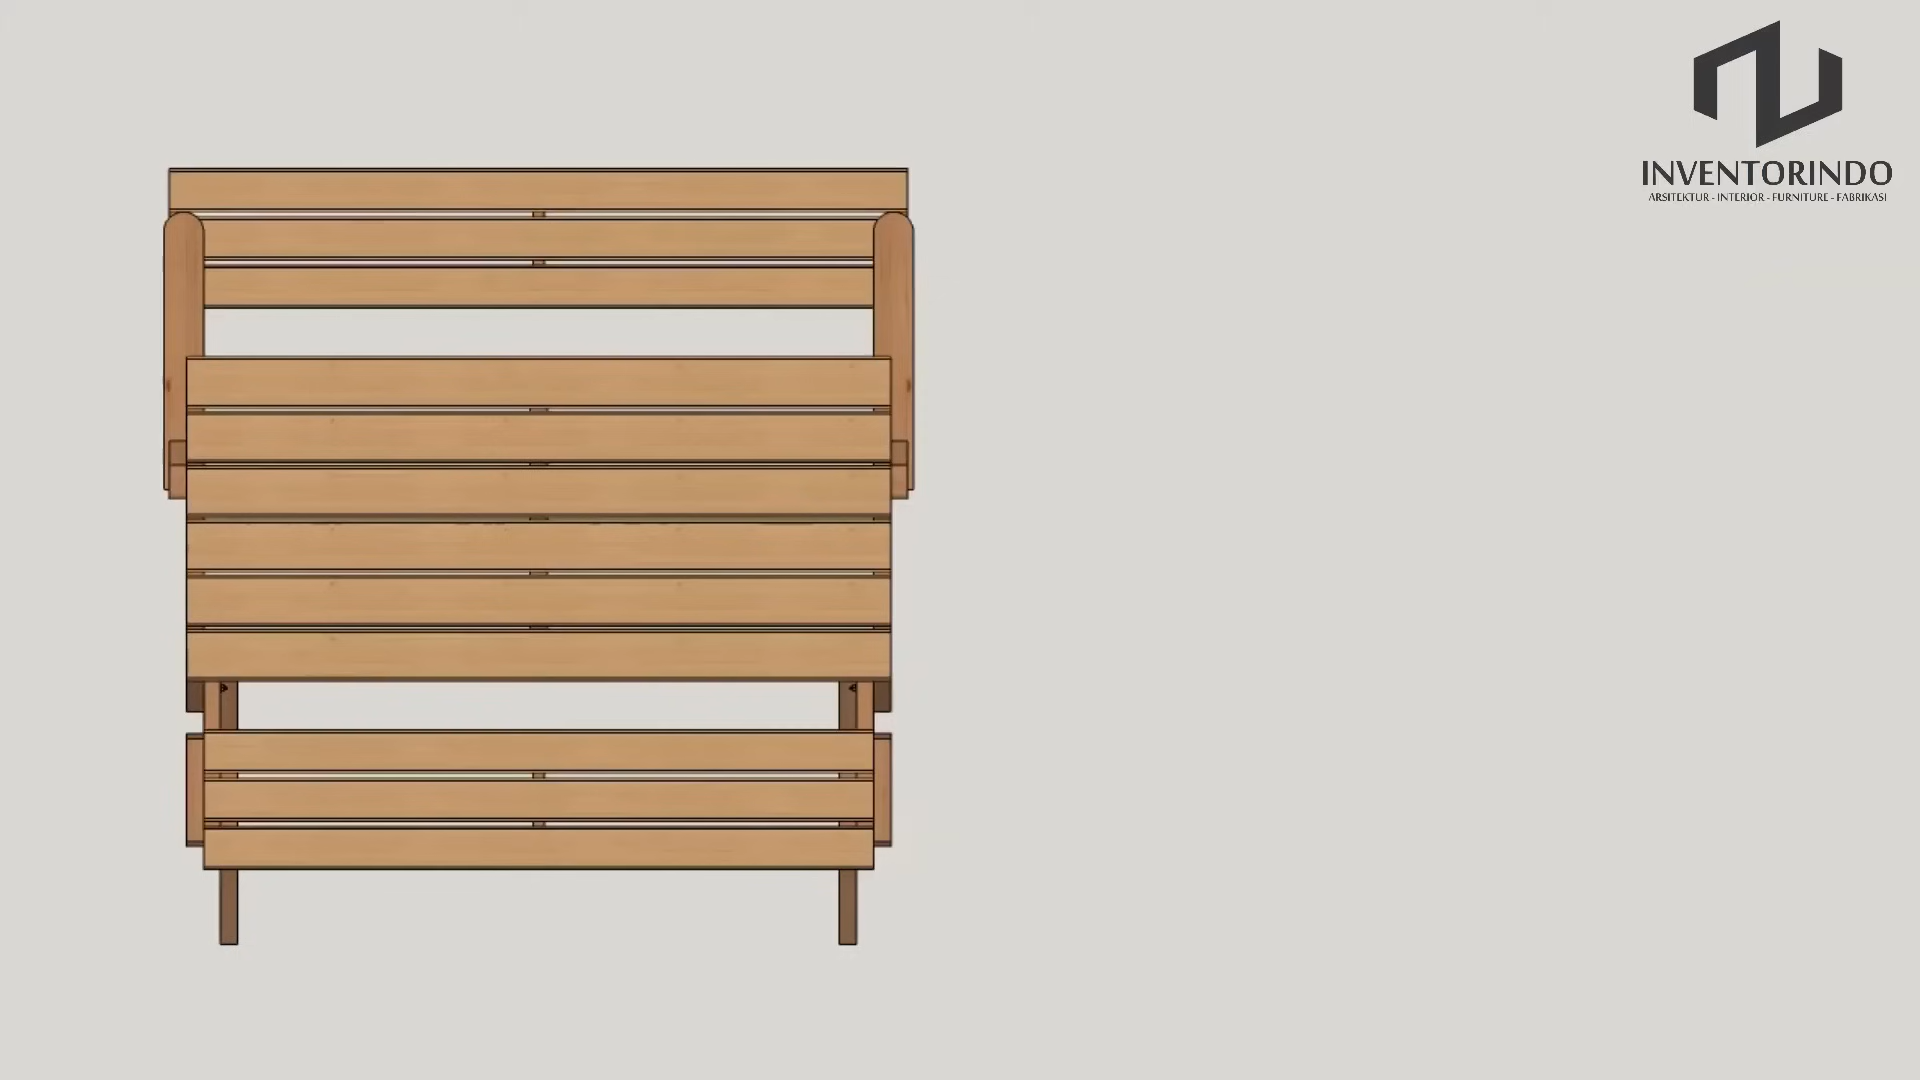 INVENTORINDO
ARSITEKTUR - INTERIOR - FURNITURE - FABRIKASI